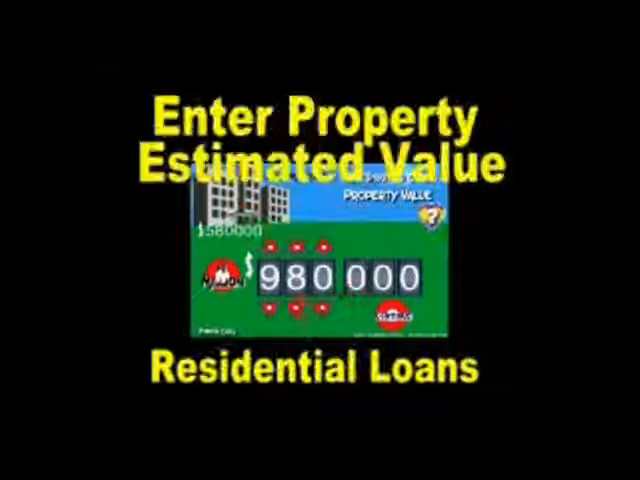 Enter Property
Estimated Value
PROPERTY VALUE
?
$580000
$980 000
Residential Loans